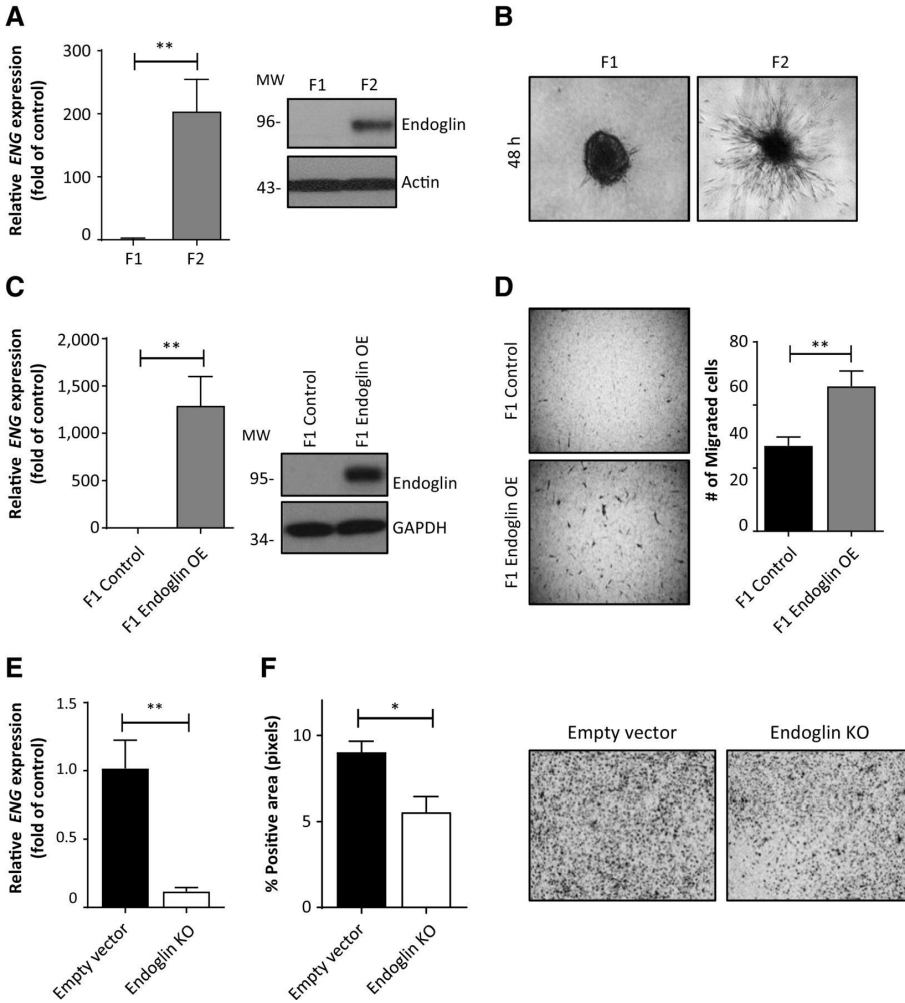 A
Relative ENG expression
(fold of control)
300
200
100
0
**
F1
F2
MW
F1
F2
96-
Endoglin
43-
Actin
B
F1
F2
48 h
C
Relative ENG expression
(fold of control)
2,000
1,500
1,000
500
0
**
F1 Control
F1 Endoglin OE
MW
F1 Control
F1 Endoglin OE
95-
Endoglin
34-
GAPDH
D
F1 Control
F1 Endoglin OE
# of Migrated cells
80
60
40
20
0
**
F1 Control
F1 Endoglin OE
E
Relative ENG expression
(fold of control)
1.5
1.0
0.5
0
**
Empty vector
Endoglin KO
F
% Positive area (pixels)
10
5
0
*
Empty vector
Endoglin KO
Empty vector
Endoglin KO